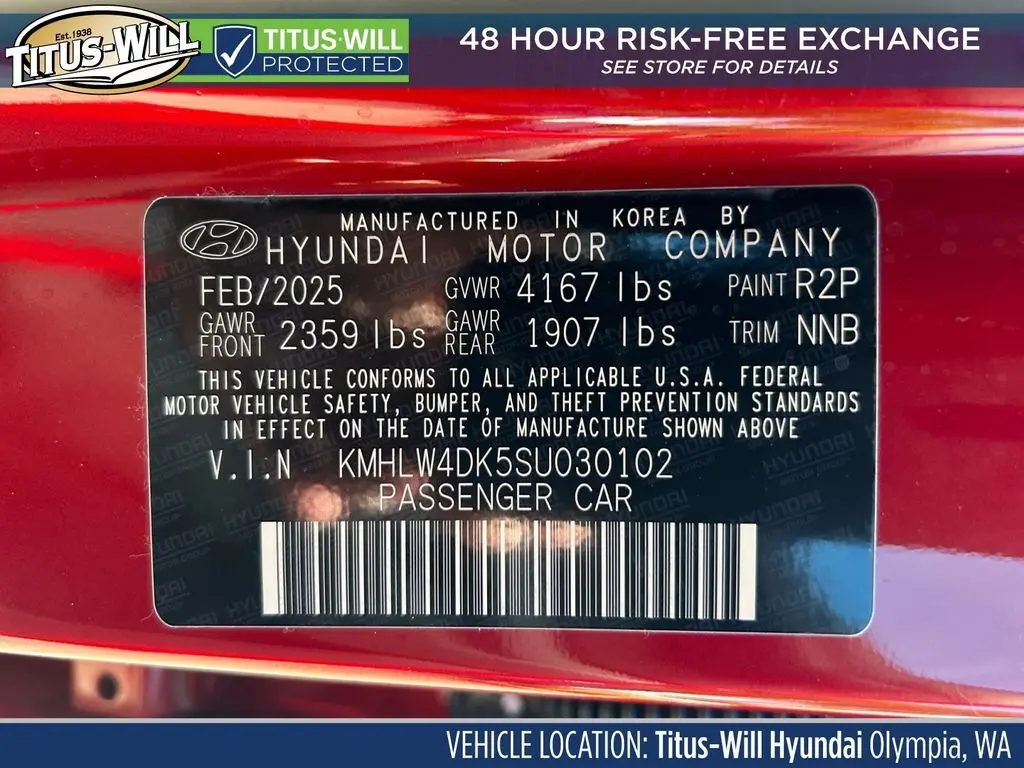 Est. 1938
TITUS-WILL
TITUS-WILL
PROTECTED
48 HOUR RISK-FREE EXCHANGE
SEE STORE FOR DETAILS
MANUFACTURED IN KOREA BY
HYUNDAI MOTOR COMPANY
FEB/2025 GVWR 4167 lbs PAINT R2P
GAWR FRONT 2359 lbs GAWR REAR 1907 lbs TRIM NNB
THIS VEHICLE CONFORMS TO ALL APPLICABLE U.S.A. FEDERAL
MOTOR VEHICLE SAFETY, BUMPER, AND THEFT PREVENTION STANDARDS
IN EFFECT ON THE DATE OF MANUFACTURE SHOWN ABOVE
V.I.N KMHLW4DK5SU030102
PASSENGER CAR
VEHICLE LOCATION: Titus-Will Hyundai Olympia, WA